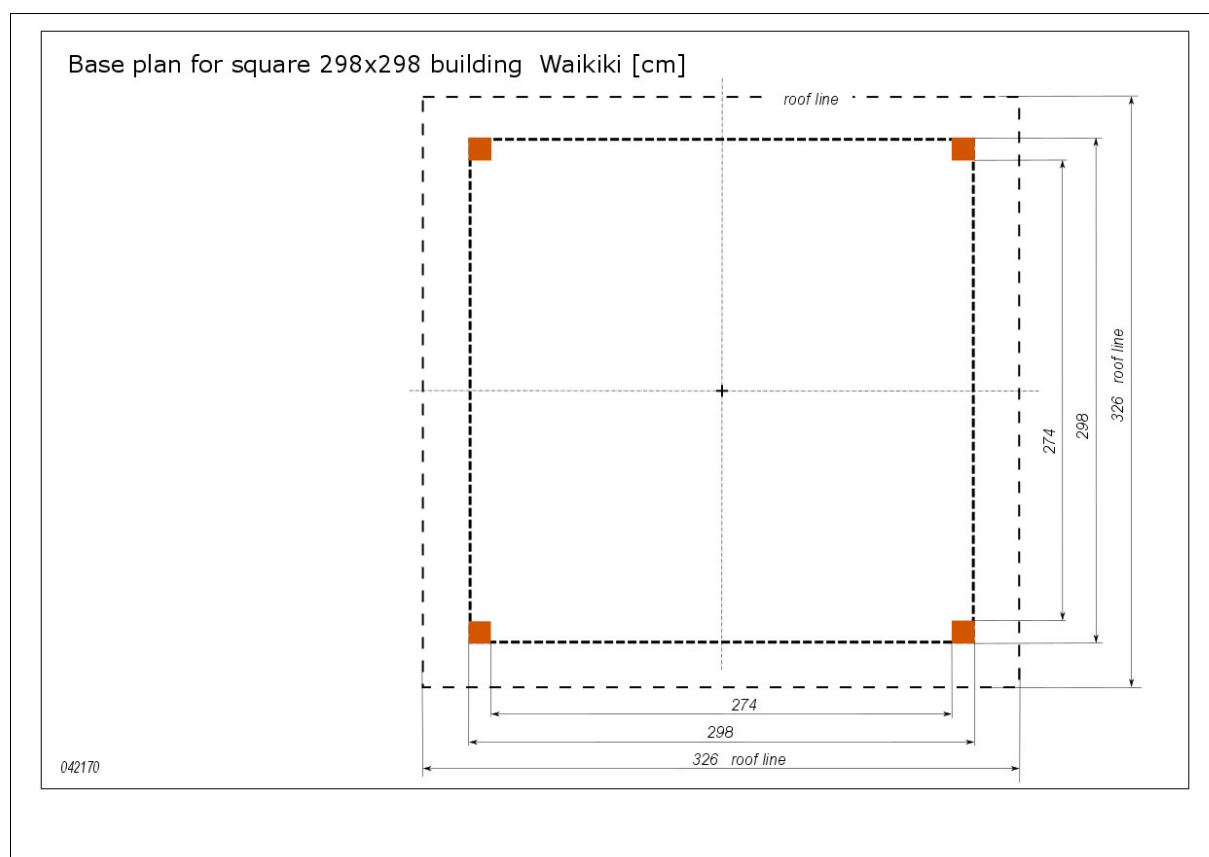 Base plan for square 298x298 building  Waikiki [cm]
roof line
274
298
326  roof line
274
298
326  roof line
042170